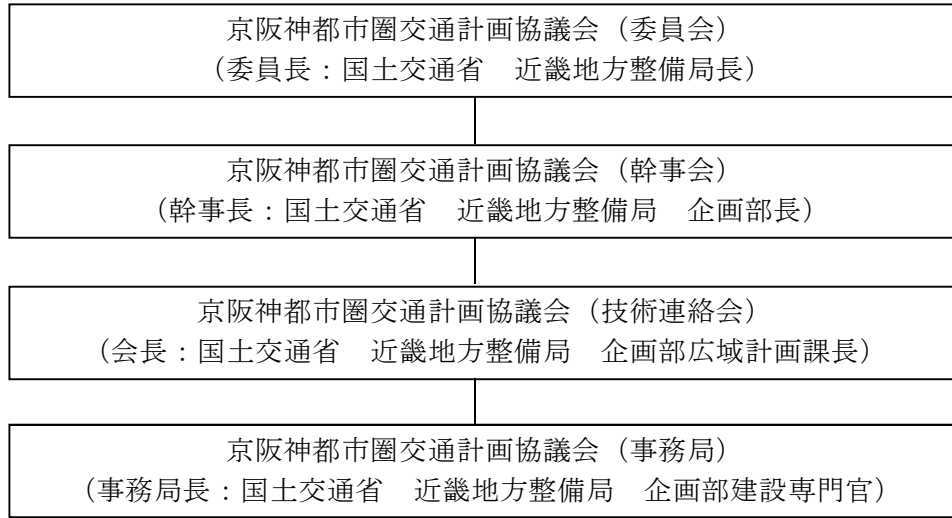 京阪神都市圏交通計画協議会（委員会）
（委員長：国土交通省　近畿地方整備局長）
京阪神都市圏交通計画協議会（幹事会）
（幹事長：国土交通省　近畿地方整備局　企画部長）
京阪神都市圏交通計画協議会（技術連絡会）
（会長：国土交通省　近畿地方整備局　企画部広域計画課長）
京阪神都市圏交通計画協議会（事務局）
（事務局長：国土交通省　近畿地方整備局　企画部建設専門官）